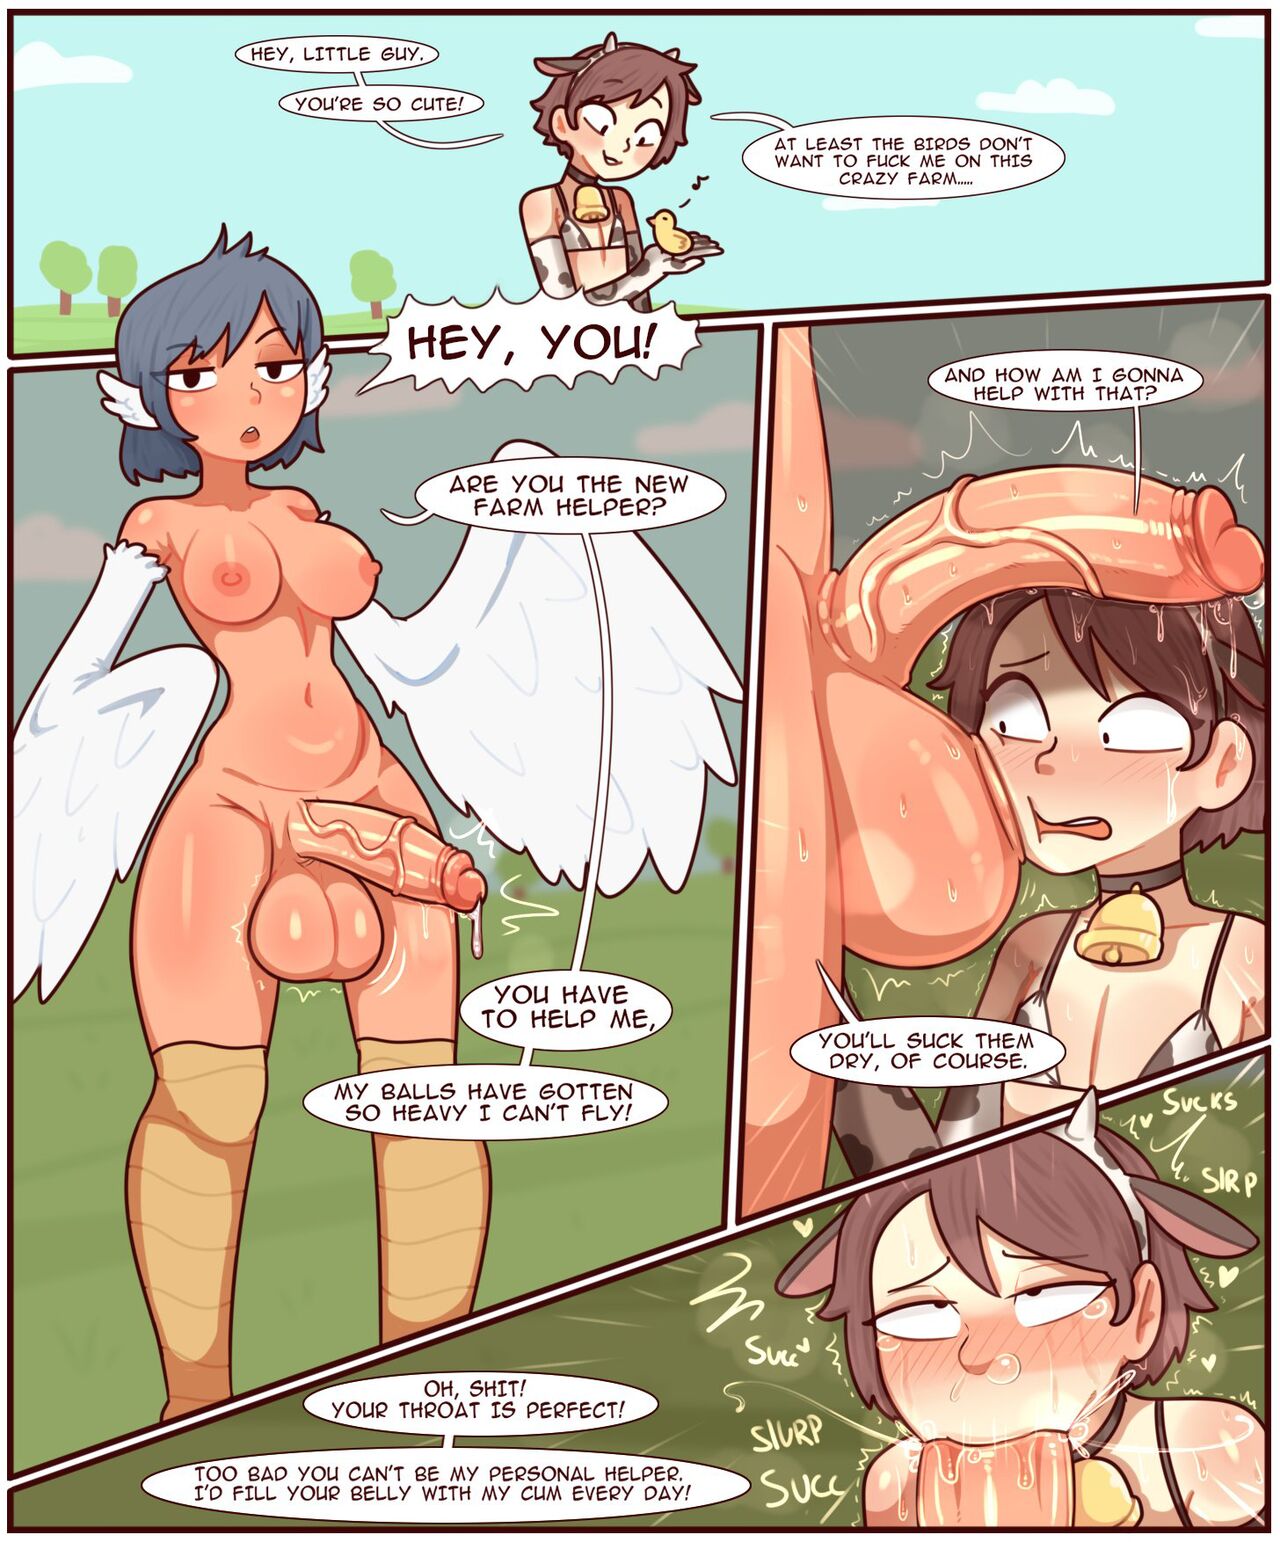 HEY, LITTLE GUY.
YOU'RE SO CUTE!
AT LEAST THE BIRDS DON'T
WANT TO FUCK ME ON THIS
CRAZY FARM.....
HEY, YOU!
ARE YOU THE NEW
FARM HELPER?
YOU HAVE
TO HELP ME,
MY BALLS HAVE GOTTEN
SO HEAVY I CAN'T FLY!
AND HOW AM I GONNA
HELP WITH THAT?
YOU'LL SUCK THEM
DRY, OF COURSE.
SUCKS
SlRP
Succ
SlURP
Succ
OH, SHIT!
YOUR THROAT IS PERFECT!
TOO BAD YOU CAN'T BE MY PERSONAL HELPER.
I'D FILL YOUR BELLY WITH MY CUM EVERY DAY!